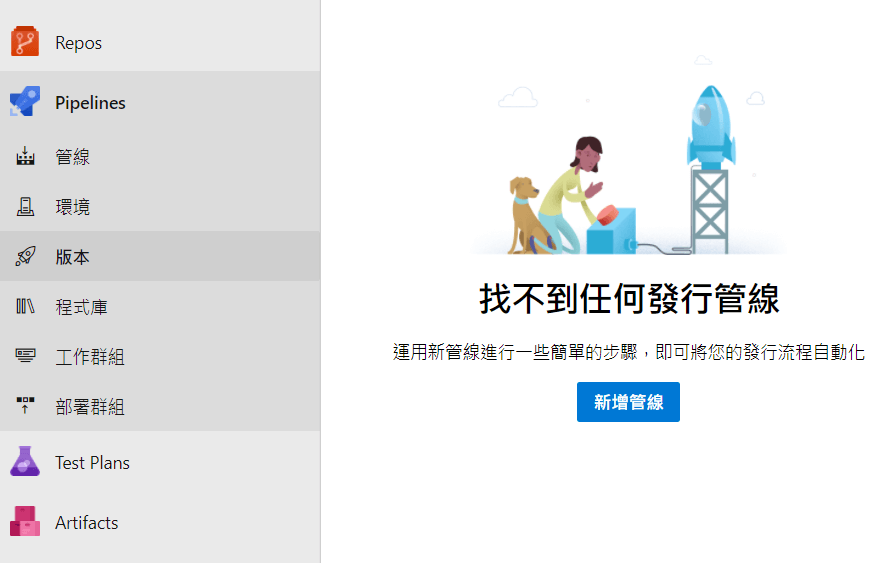 Repos
Pipelines
管線
環境
版本
程式庫
工作群組
部署群組
Test Plans
Artifacts
找不到任何發行管線
運用新管線進行一些簡單的步驟，即可將您的發行流程自動化
新增管線